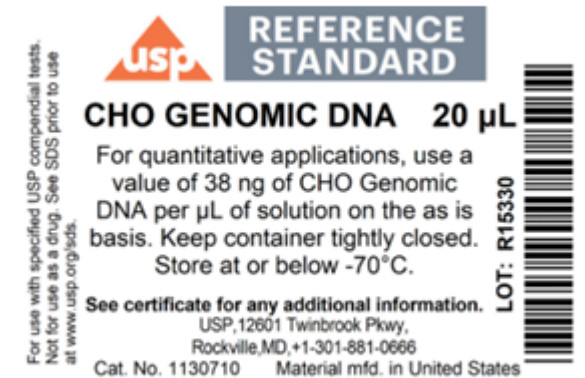 usp
REFERENCE
STANDARD
CHO GENOMIC DNA 20 µL
For quantitative applications, use a
value of 38 ng of CHO Genomic
DNA per µL of solution on the as is
basis. Keep container tightly closed.
Store at or below -70°C.
See certificate for any additional information.
USP,12601 Twinbrook Pkwy,
Rockville,MD,+1-301-881-0666
Cat. No. 1130710 Material mfd. in United States
For use with specified USP compendial tests.
Not for use as a drug. See SDS prior to use
at www.usp.org/sds.
LOT: R15330